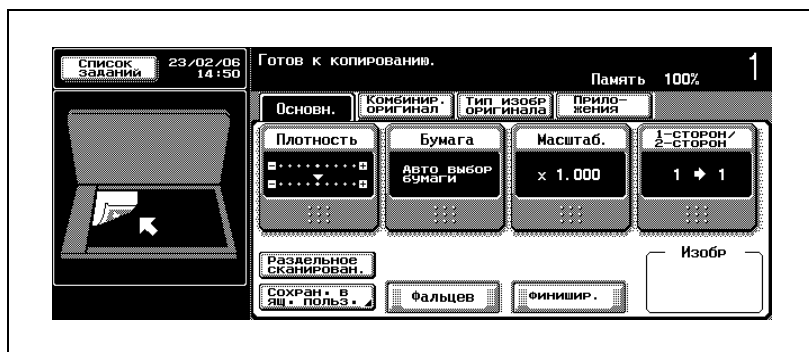 Список
заданий
23/02/06
14:50
Готов к копированию.
Память 100%
1
Основн.
Комбинир.
оригинал
Тип изобр
оригинала
Прило-
жения
Плотность
Бумага
Масштаб.
1-сторон/
2-сторон
Авто выбор
бумаги
x 1.000
1 → 1
Раздельное
сканирован.
Изобр
Сохран. в
ящ. польз.
Фальцев
Финишир.